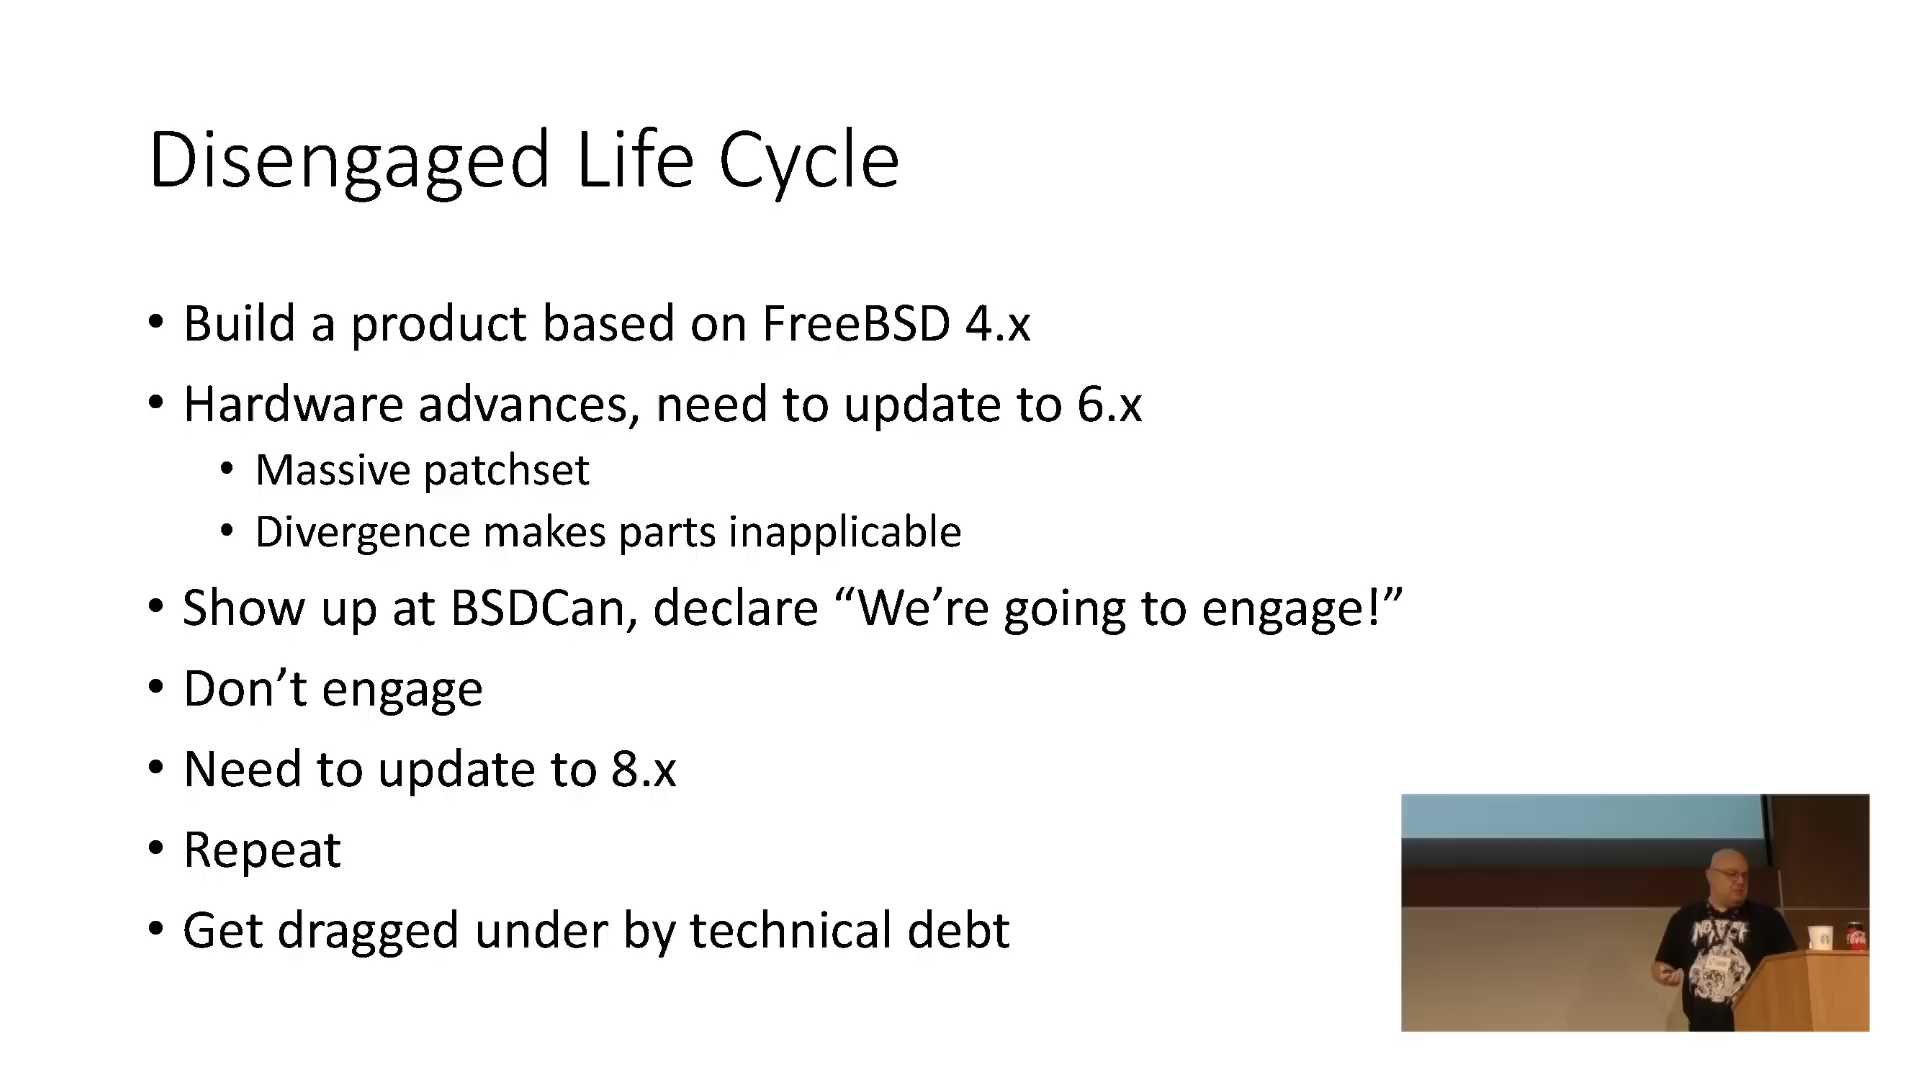 Disengaged Life Cycle
• Build a product based on FreeBSD 4.x
• Hardware advances, need to update to 6.x
• Massive patchset
• Divergence makes parts inapplicable
• Show up at BSDCan, declare “We’re going to engage!”
• Don’t engage
• Need to update to 8.x
• Repeat
• Get dragged under by technical debt